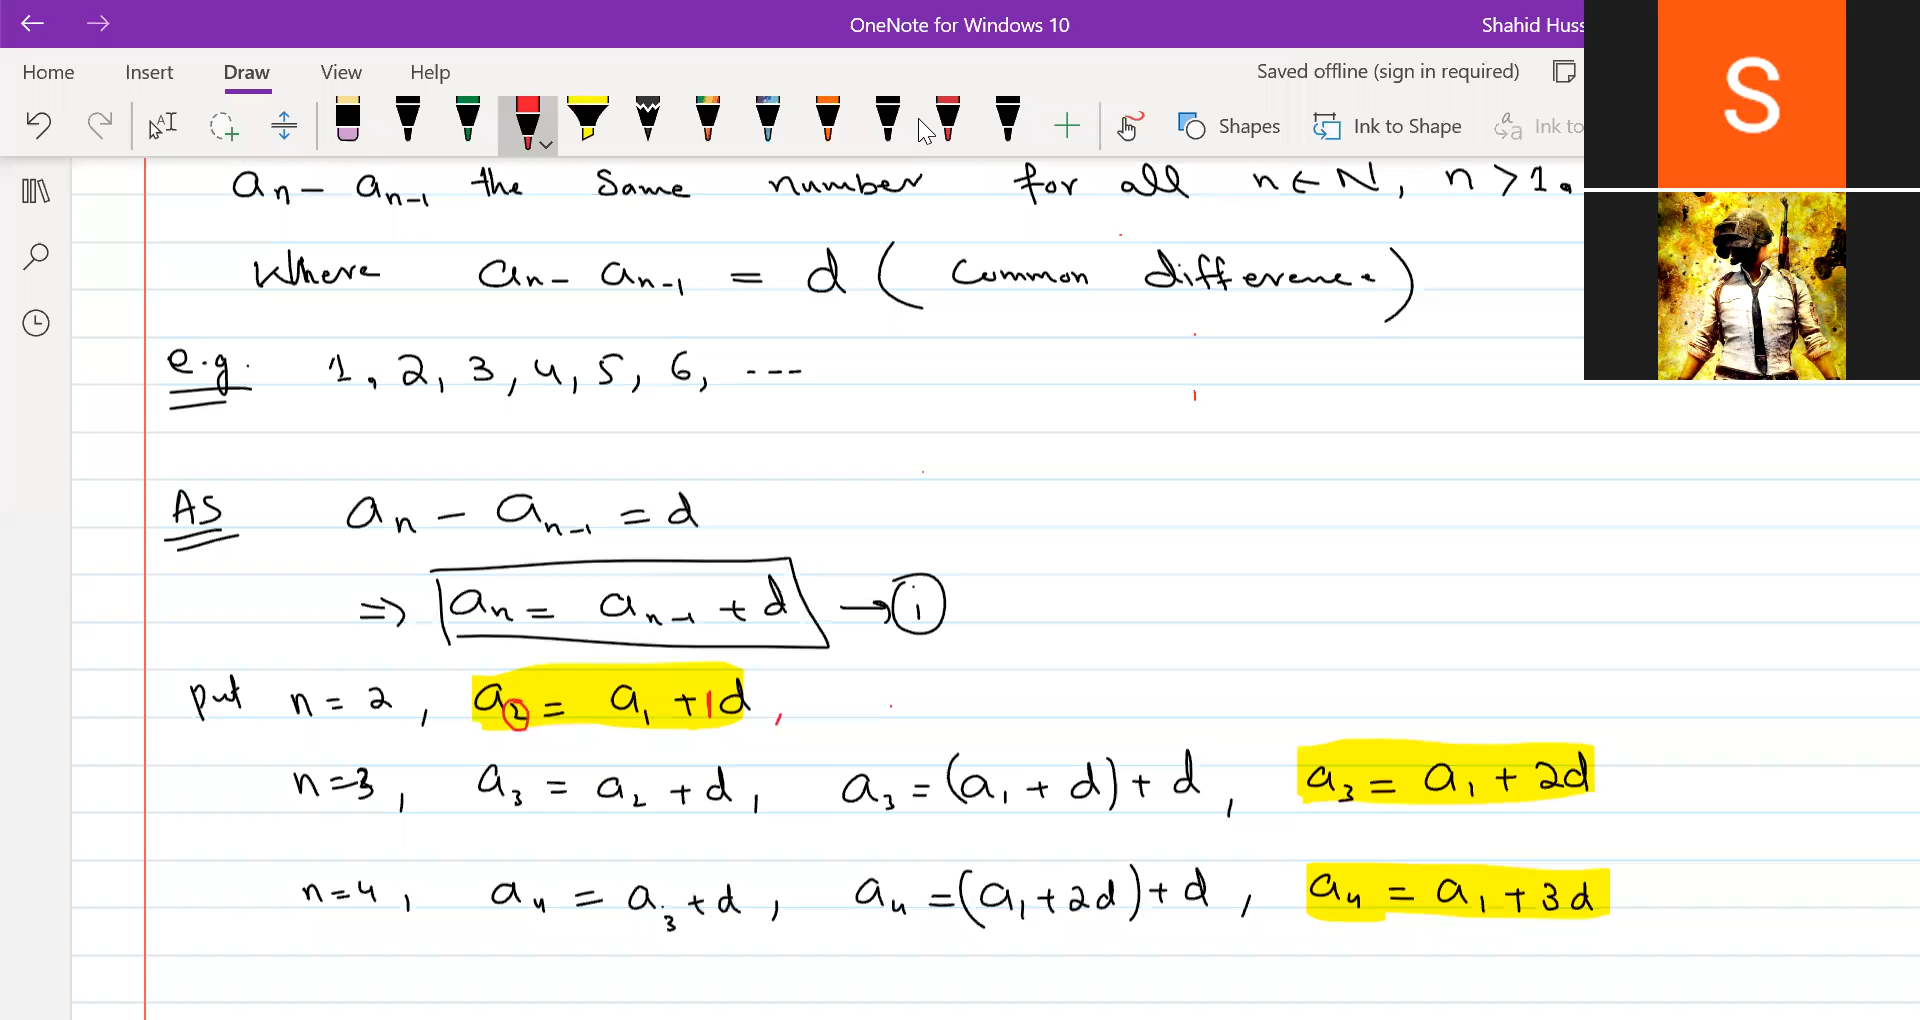 OneNote for Windows 10
Shahid Huss
Home Insert Draw View Help
Saved offline (sign in required)
Shapes Ink to Shape Ink to
S
aₙ - aₙ₋₁ the same number for all n ∈ N, n > 1.
Where aₙ - aₙ₋₁ = d ( Common difference )
e.g. 1, 2, 3, 4, 5, 6, ---
AS aₙ - aₙ₋₁ = d
=> aₙ = aₙ₋₁ + d → i
put n = 2, a₂ = a₁ + 1d,
n = 3, a₃ = a₂ + d, a₃ = (a₁ + d) + d, a₃ = a₁ + 2d
n = 4, a₄ = a₃ + d, a₄ = (a₁ + 2d) + d, a₄ = a₁ + 3d